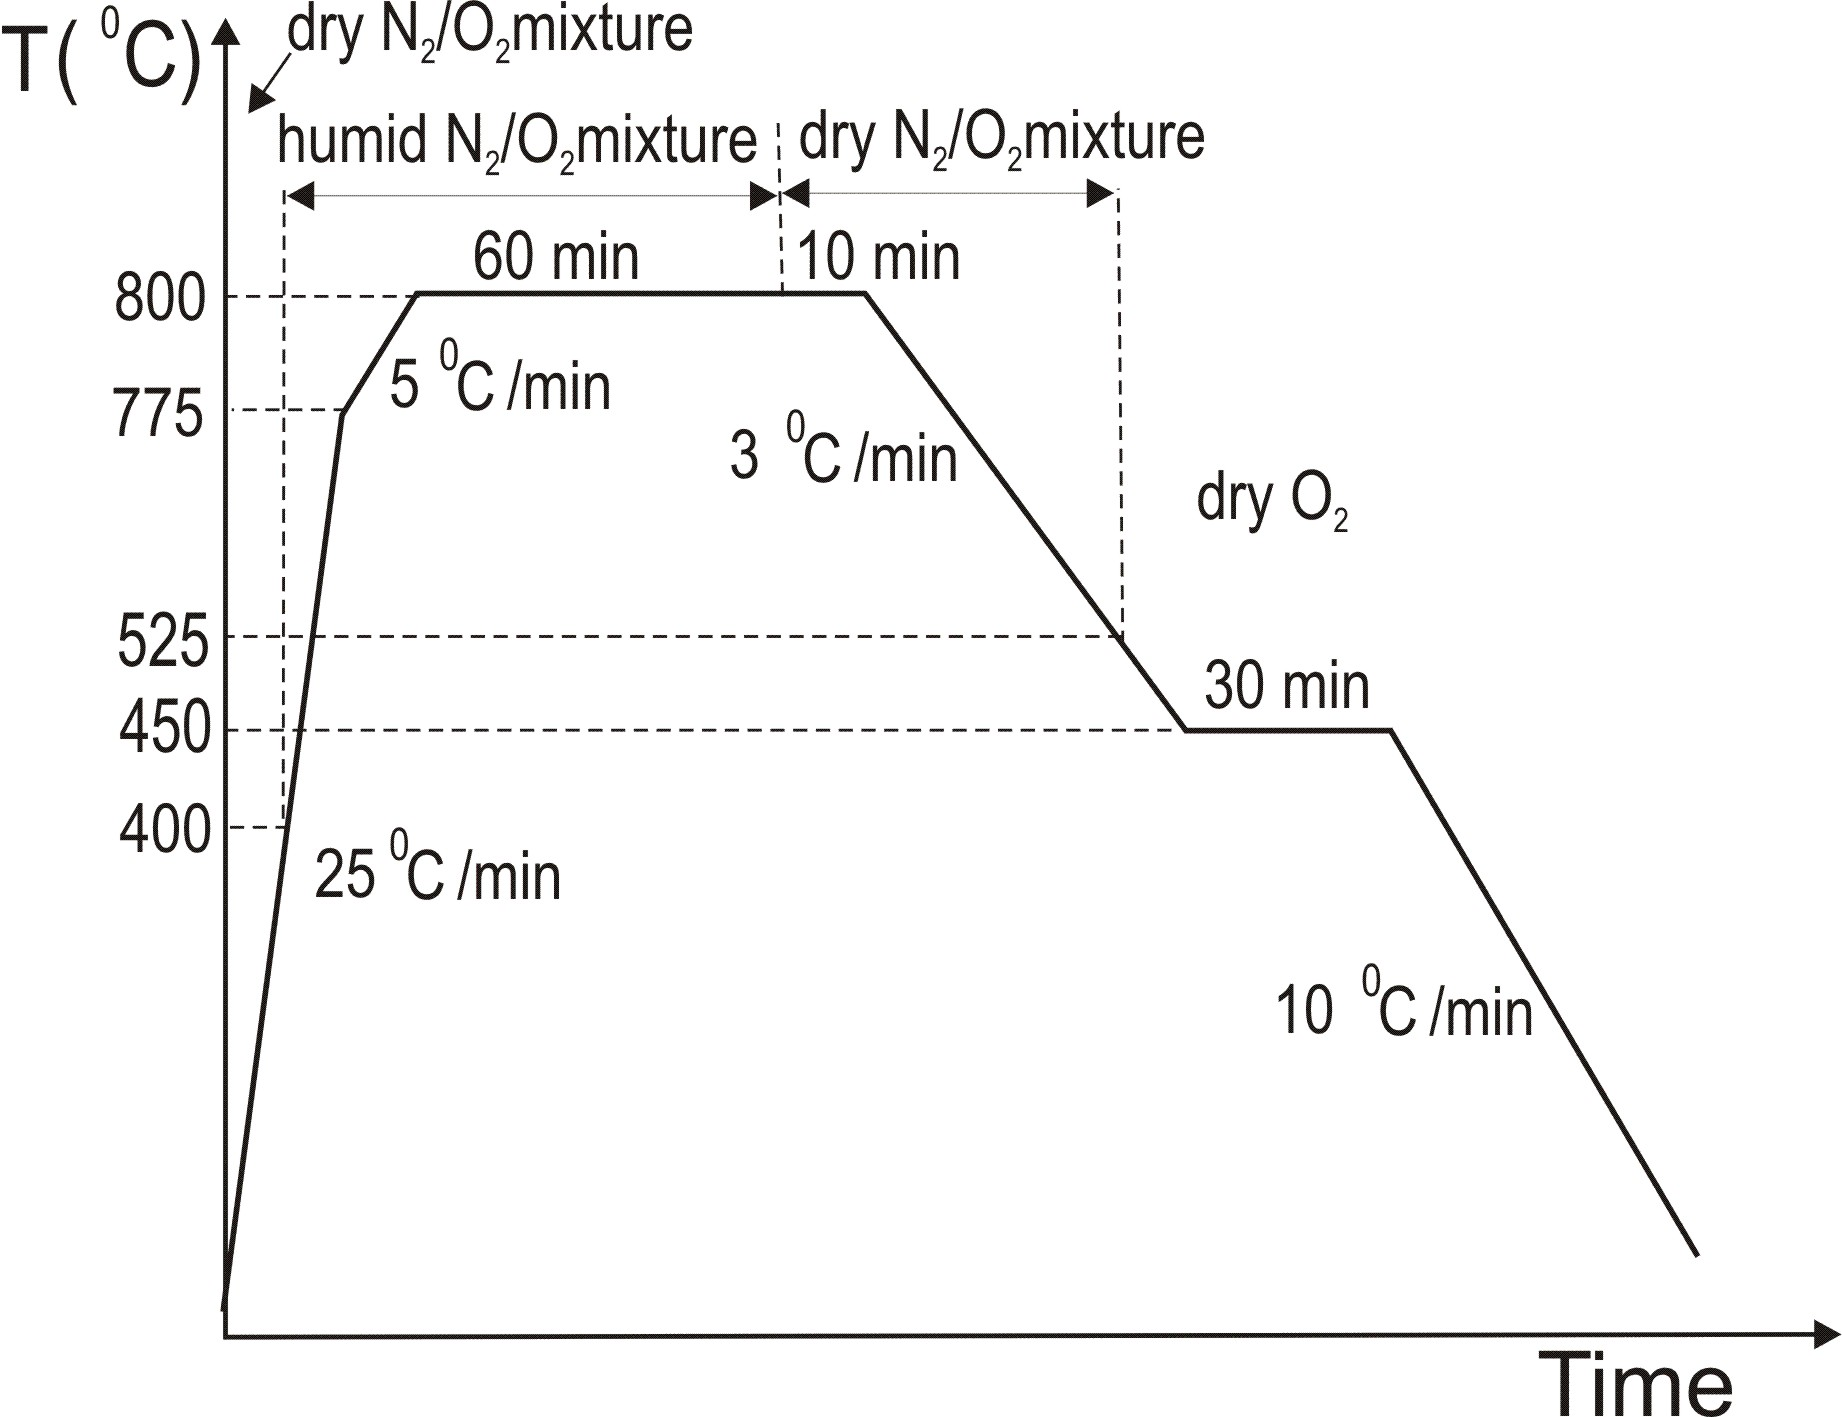 T( ⁰C)
dry N₂/O₂mixture
humid N₂/O₂mixture
dry N₂/O₂mixture
60 min
10 min
800
5 ⁰C /min
775
3 ⁰C /min
dry O₂
525
30 min
450
400
25 ⁰C /min
10 ⁰C /min
Time